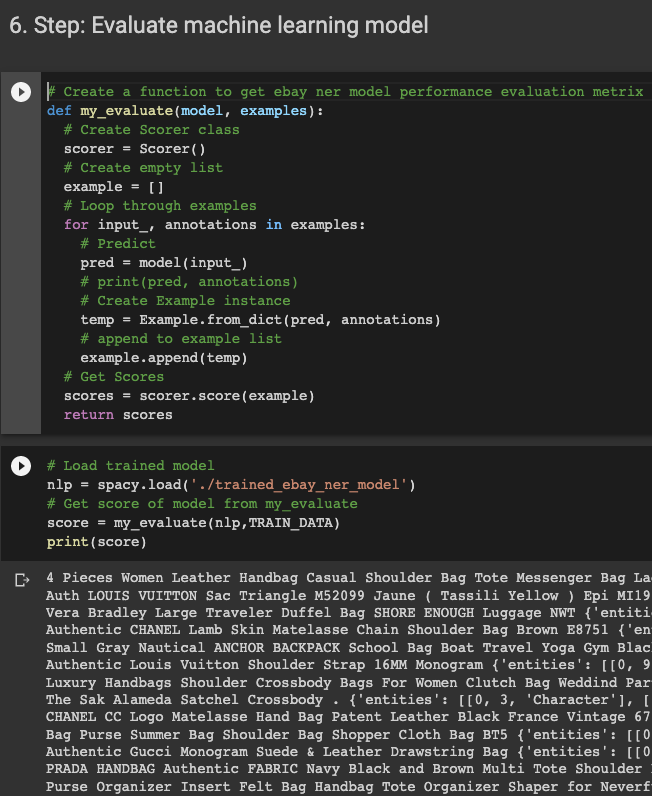 6. Step: Evaluate machine learning model
# Create a function to get ebay ner model performance evaluation metrix
def my_evaluate(model, examples):
# Create Scorer class
scorer = Scorer()
# Create empty list
example = []
# Loop through examples
for input_, annotations in examples:
# Predict
pred = model(input_)
# print(pred, annotations)
# Create Example instance
temp = Example.from_dict(pred, annotations)
# append to example list
example.append(temp)
# Get Scores
scores = scorer.score(example)
return scores
# Load trained model
nlp = spacy.load('./trained_ebay_ner_model')
# Get score of model from my_evaluate
score = my_evaluate(nlp,TRAIN_DATA)
print(score)
4 Pieces Women Leather Handbag Casual Shoulder Bag Tote Messenger Bag La
Auth LOUIS VUITTON Sac Triangle M52099 Jaune ( Tassili Yellow ) Epi MI19
Vera Bradley Large Traveler Duffel Bag SHORE ENOUGH Luggage NWT {'entiti
Authentic CHANEL Lamb Skin Matelasse Chain Shoulder Bag Brown E8751 {'en
Small Gray Nautical ANCHOR BACKPACK School Bag Boat Travel Yoga Gym Blac
Authentic Louis Vuitton Shoulder Strap 16MM Monogram {'entities': [[0, 9
Luxury Handbags Shoulder Crossbody Bags For Women Clutch Bag Weddind Par
The Sak Alameda Satchel Crossbody . {'entities': [[0, 3, 'Character'], [
CHANEL CC Logo Matelasse Hand Bag Patent Leather Black France Vintage 67
Bag Purse Summer Bag Shoulder Bag Shopper Cloth Bag BT5 {'entities': [[0
Authentic Gucci Monogram Suede & Leather Drawstring Bag {'entities': [[0
PRADA HANDBAG Authentic FABRIC Navy Black and Brown Multi Tote Shoulder
Purse Organizer Insert Felt Bag Handbag Tote Organizer Shaper for Neverf